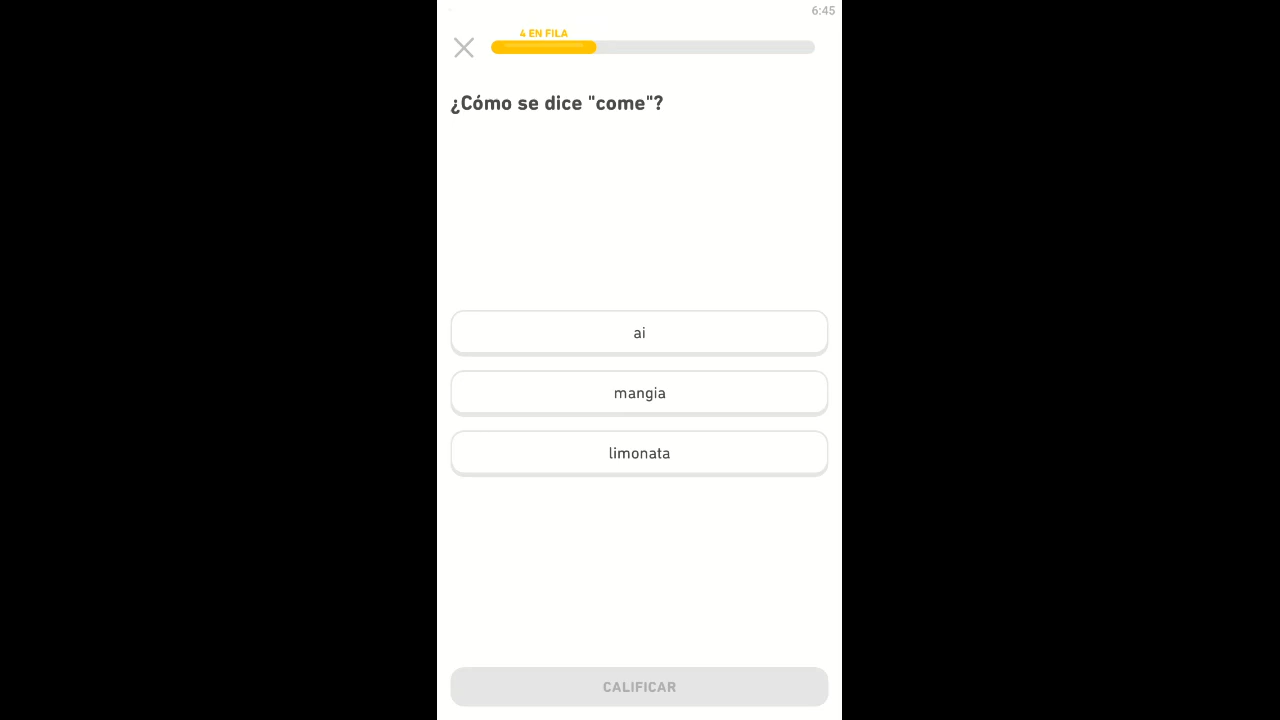 6:45
4 EN FILA
¿Cómo se dice "come"?
ai
mangia
limonata
CALIFICAR